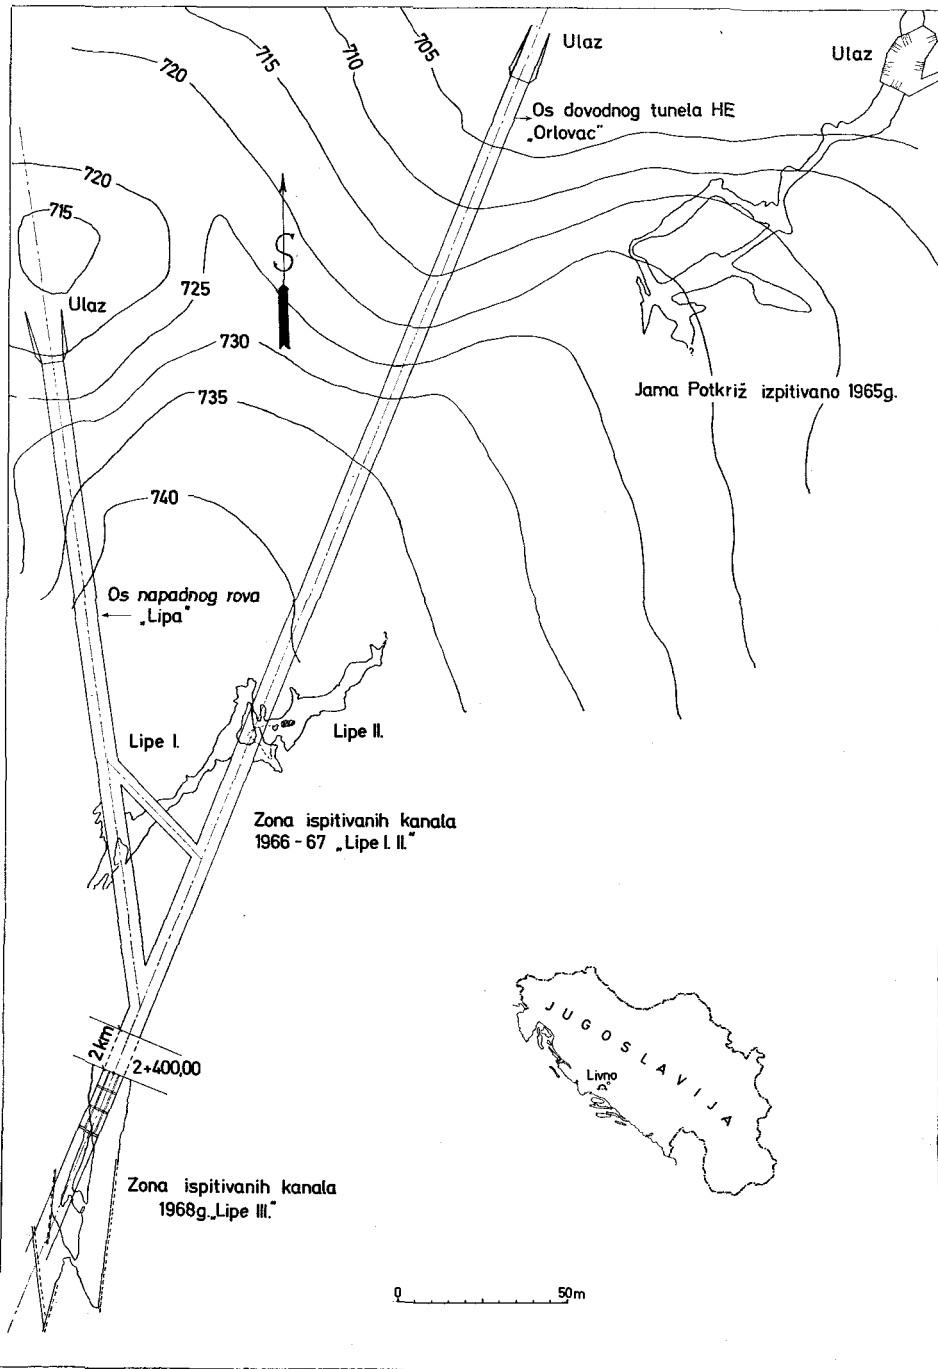 705
710
715
720
Ulaz
Ulaz
Os dovodnog tunela HE
„Orlovac"
720
715
S
Ulaz
725
730
735
740
Jama Potkriž izpitivano 1965g.
Os napadnog rova
„Lipa"
Lipe I.
Lipe II.
Zona ispitivanih kanala
1966-67 „Lipe I. II."
JUGOSLAVIJA
Livno
2km
2+400,00
Zona ispitivanih kanala
1968g. „Lipe III."
0
50m